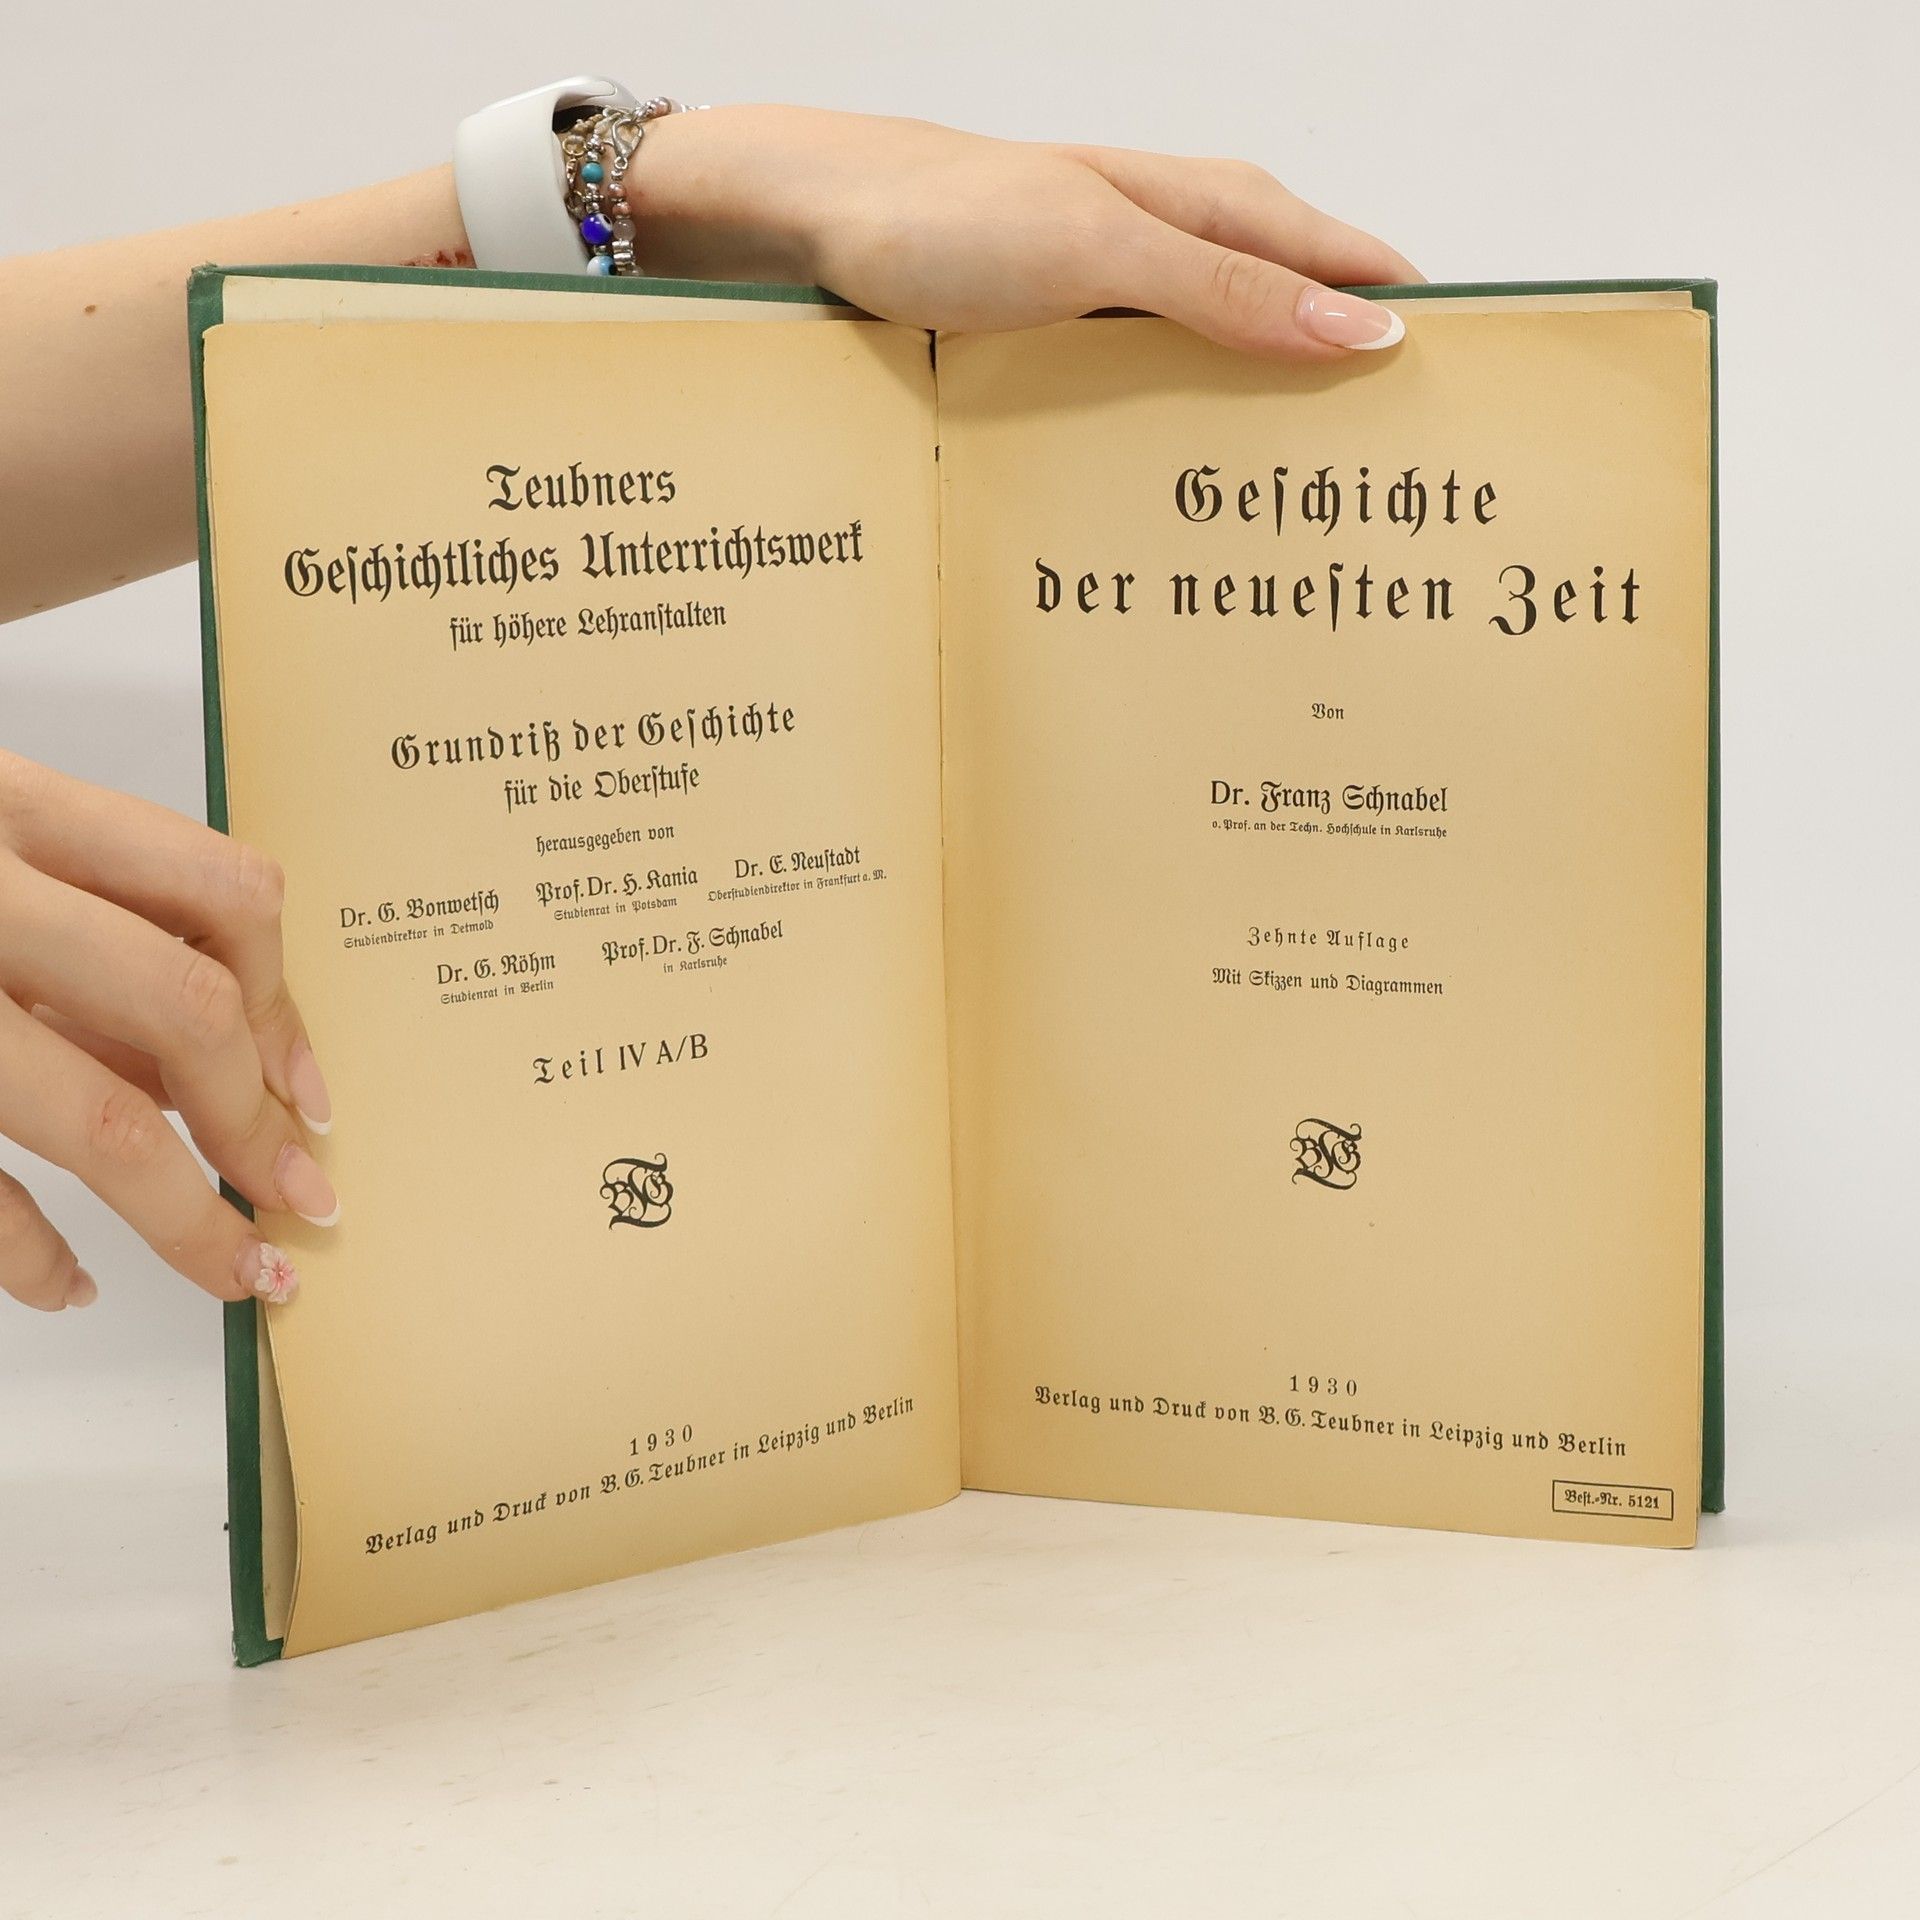 Teubners
Geſchichtliches Unterrichtswerk
für höhere Lehranſtalten
Grundriß der Geſchichte
für die Oberſtufe
herausgegeben von
Dr. G. Bonwetſch Prof. Dr. H. Kania Dr. E. Neuſtadt
Studiendirektor in Detmold Studienrat in Potsdam Oberſtudiendirektor in Frankfurt a. M.
Dr. G. Röhm Prof. Dr. F. Schnabel
Studienrat in Berlin in Karlsruhe
Teil IV A/B
BTG
1930
Verlag und Druck von B. G. Teubner in Leipzig und Berlin
Geſchichte
der neueſten Zeit
Von
Dr. Franz Schnabel
o. Prof. an der Techn. Hochſchule in Karlsruhe
Zehnte Auflage
Mit Skizzen und Diagrammen
BTG
1930
Verlag und Druck von B. G. Teubner in Leipzig und Berlin
Beſt.-Nr. 5121